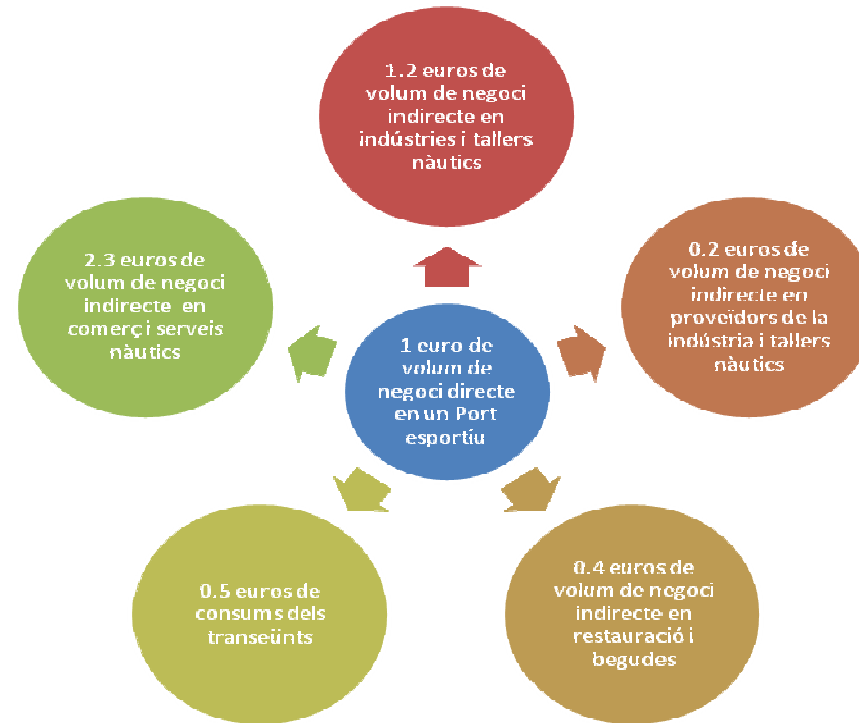 1.2 euros de
volum de negoci
indirecte en
indústries i tallers
nàutics
2.3 euros de
volum de negoci
indirecte en
comerç i serveis
nàutics
0.2 euros de
volum de negoci
indirecte en
proveïdors de la
indústria i tallers
nàutics
1 euro de
volum de
negoci directe
en un Port
esportiu
0.5 euros de
consums dels
transeünts
0.4 euros de
volum de negoci
indirecte en
restauració i
begudes